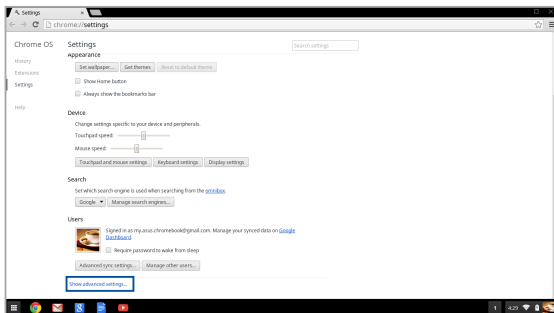 Settings
chrome://settings
Chrome OS
Settings
Search settings
History
Extensions
Settings
Help
Appearance
Set wallpaper...
Get themes
Reset to default theme
Show Home button
Always show the bookmarks bar
Device
Change settings specific to your device and peripherals.
Touchpad speed:
Mouse speed:
Touchpad and mouse settings
Keyboard settings
Display settings
Search
Set which search engine is used when searching from the omnibox.
Google
Manage search engines...
Users
Signed in as my.asus.chromebook@gmail.com. Manage your synced data on Google
Dashboard.
Require password to wake from sleep
Advanced sync settings...
Manage other users...
Show advanced settings...
8
1
4:29